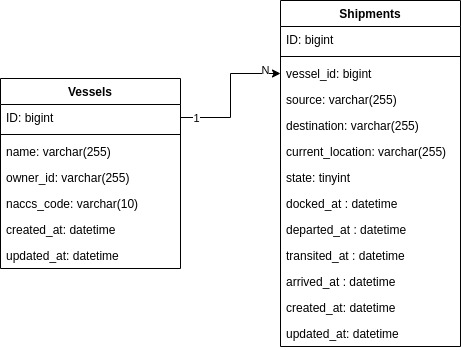 Vessels
ID: bigint
name: varchar(255)
owner_id: varchar(255)
naccs_code: varchar(10)
created_at: datetime
updated_at: datetime
1
N
Shipments
ID: bigint
vessel_id: bigint
source: varchar(255)
destination: varchar(255)
current_location: varchar(255)
state: tinyint
docked_at : datetime
departed_at : datetime
transited_at : datetime
arrived_at : datetime
created_at: datetime
updated_at: datetime